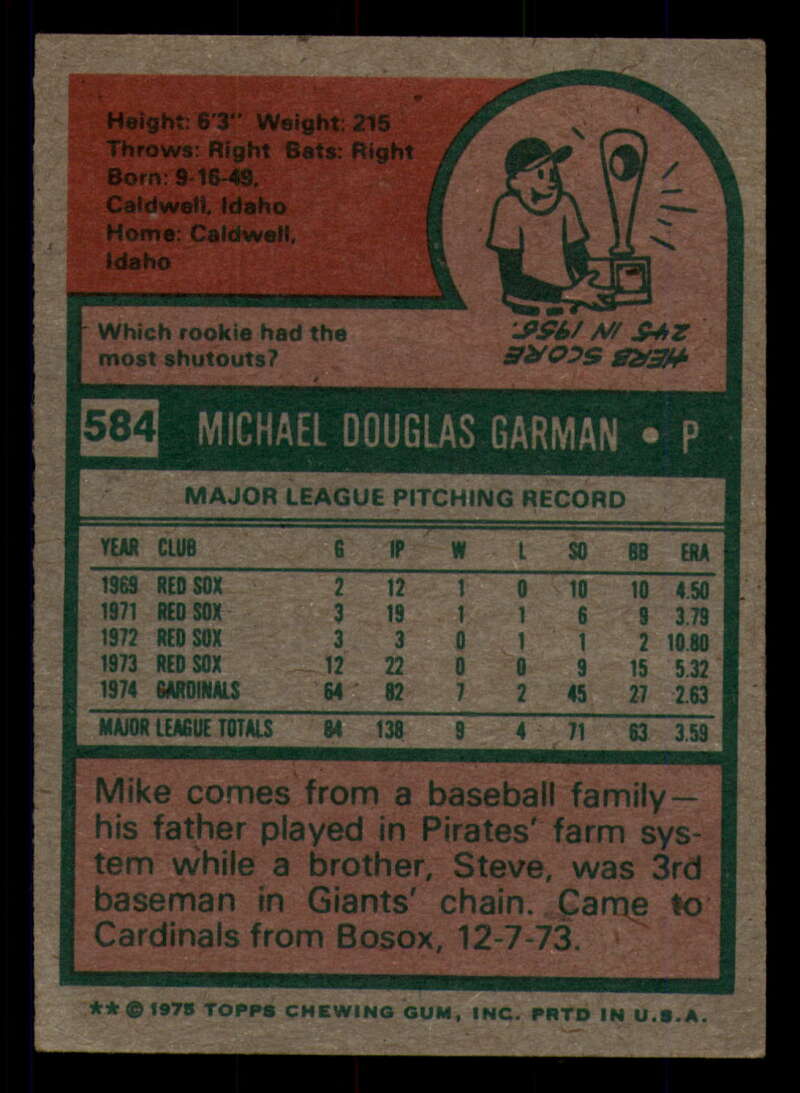 Height: 6'3" Weight: 215
Throws: Right Bats: Right
Born: 9-16-49,
Caldwell, Idaho
Home: Caldwell,
Idaho
Which rookie had the
most shutouts?
HERB SCORE
245 IN 1955.
584 MICHAEL DOUGLAS GARMAN • P
MAJOR LEAGUE PITCHING RECORD
YEAR CLUB G IP W L SO BB ERA
1969 RED SOX 2 12 1 0 10 10 4.50
1971 RED SOX 3 19 1 1 6 9 3.79
1972 RED SOX 3 3 0 1 1 2 10.80
1973 RED SOX 12 22 0 0 9 15 5.32
1974 CARDINALS 64 82 7 2 45 27 2.63
MAJOR LEAGUE TOTALS 84 138 9 4 71 63 3.59
Mike comes from a baseball family—
his father played in Pirates' farm sys-
tem while a brother, Steve, was 3rd
baseman in Giants' chain. Came to
Cardinals from Bosox, 12-7-73.
** © 1975 TOPPS CHEWING GUM, INC. PRTD IN U.S.A.